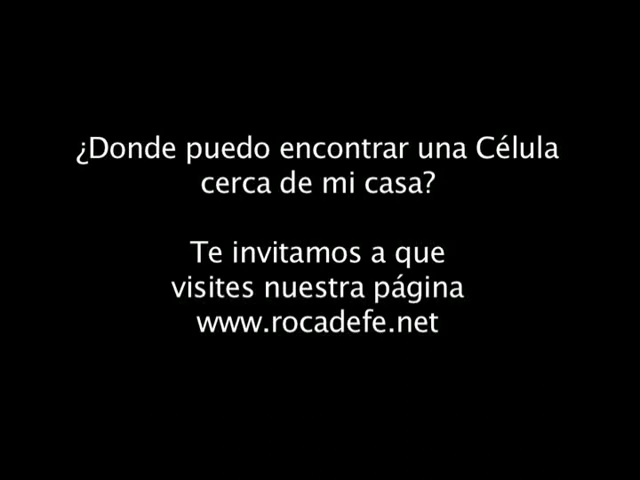 ¿Donde puedo encontrar una Célula
cerca de mi casa?
Te invitamos a que
visites nuestra página
www.rocadefe.net